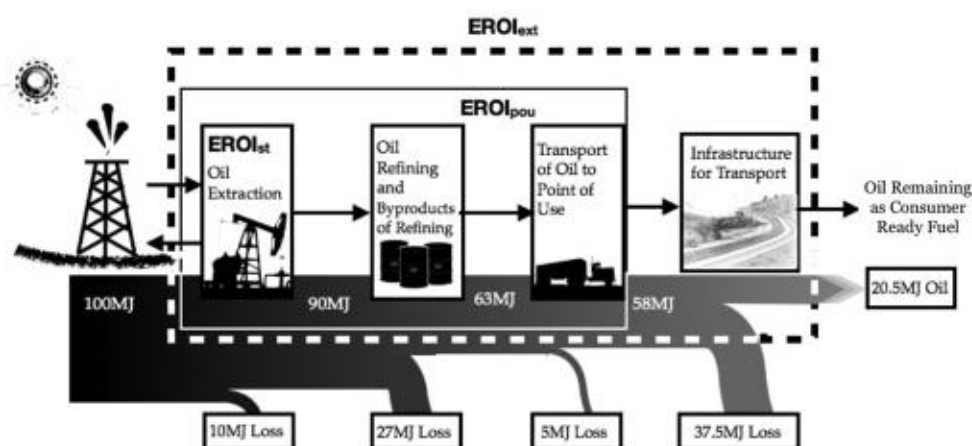 EROIext
EROIpou
EROIst
Oil
Extraction
Oil
Refining
and
Byproducts
of Refining
Transport
of Oil to
Point of
Use
Infrastructure
for Transport
Oil Remaining
as Consumer
Ready Fuel
100MJ
90MJ
63MJ
58MJ
20.5MJ Oil
10MJ Loss
27MJ Loss
5MJ Loss
37.5MJ Loss